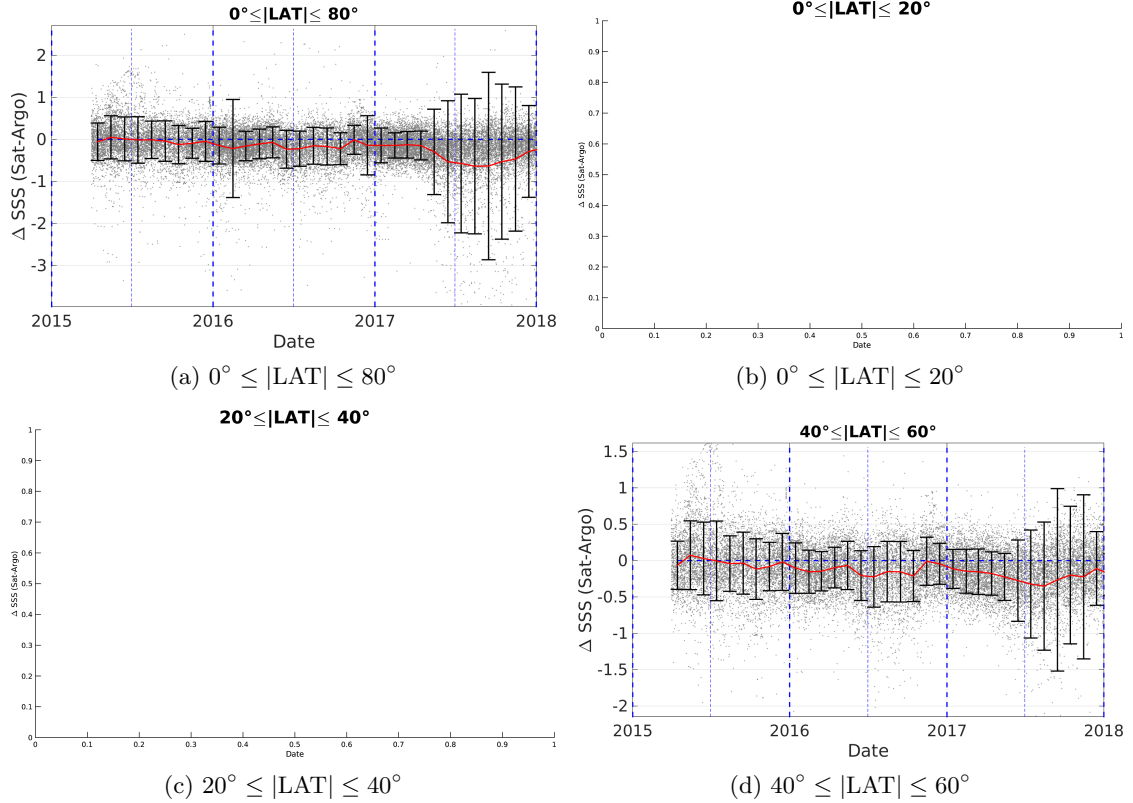 0°≤|LAT|≤ 80°
Δ SSS (Sat-Argo)
2
1
0
-1
-2
-3
2015 2016 2017 2018
Date
(a) 0° ≤ |LAT| ≤ 80°
0°≤|LAT|≤ 20°
Δ SSS (Sat-Argo)
1
0.9
0.8
0.7
0.6
0.5
0.4
0.3
0.2
0.1
0
0 0.1 0.2 0.3 0.4 0.5 0.6 0.7 0.8 0.9 1
Date
(b) 0° ≤ |LAT| ≤ 20°
20°≤|LAT|≤ 40°
Δ SSS (Sat-Argo)
1
0.9
0.8
0.7
0.6
0.5
0.4
0.3
0.2
0.1
0
0 0.1 0.2 0.3 0.4 0.5 0.6 0.7 0.8 0.9 1
Date
(c) 20° ≤ |LAT| ≤ 40°
40°≤|LAT|≤ 60°
Δ SSS (Sat-Argo)
1.5
1
0.5
0
-0.5
-1
-1.5
-2
2015 2016 2017 2018
Date
(d) 40° ≤ |LAT| ≤ 60°